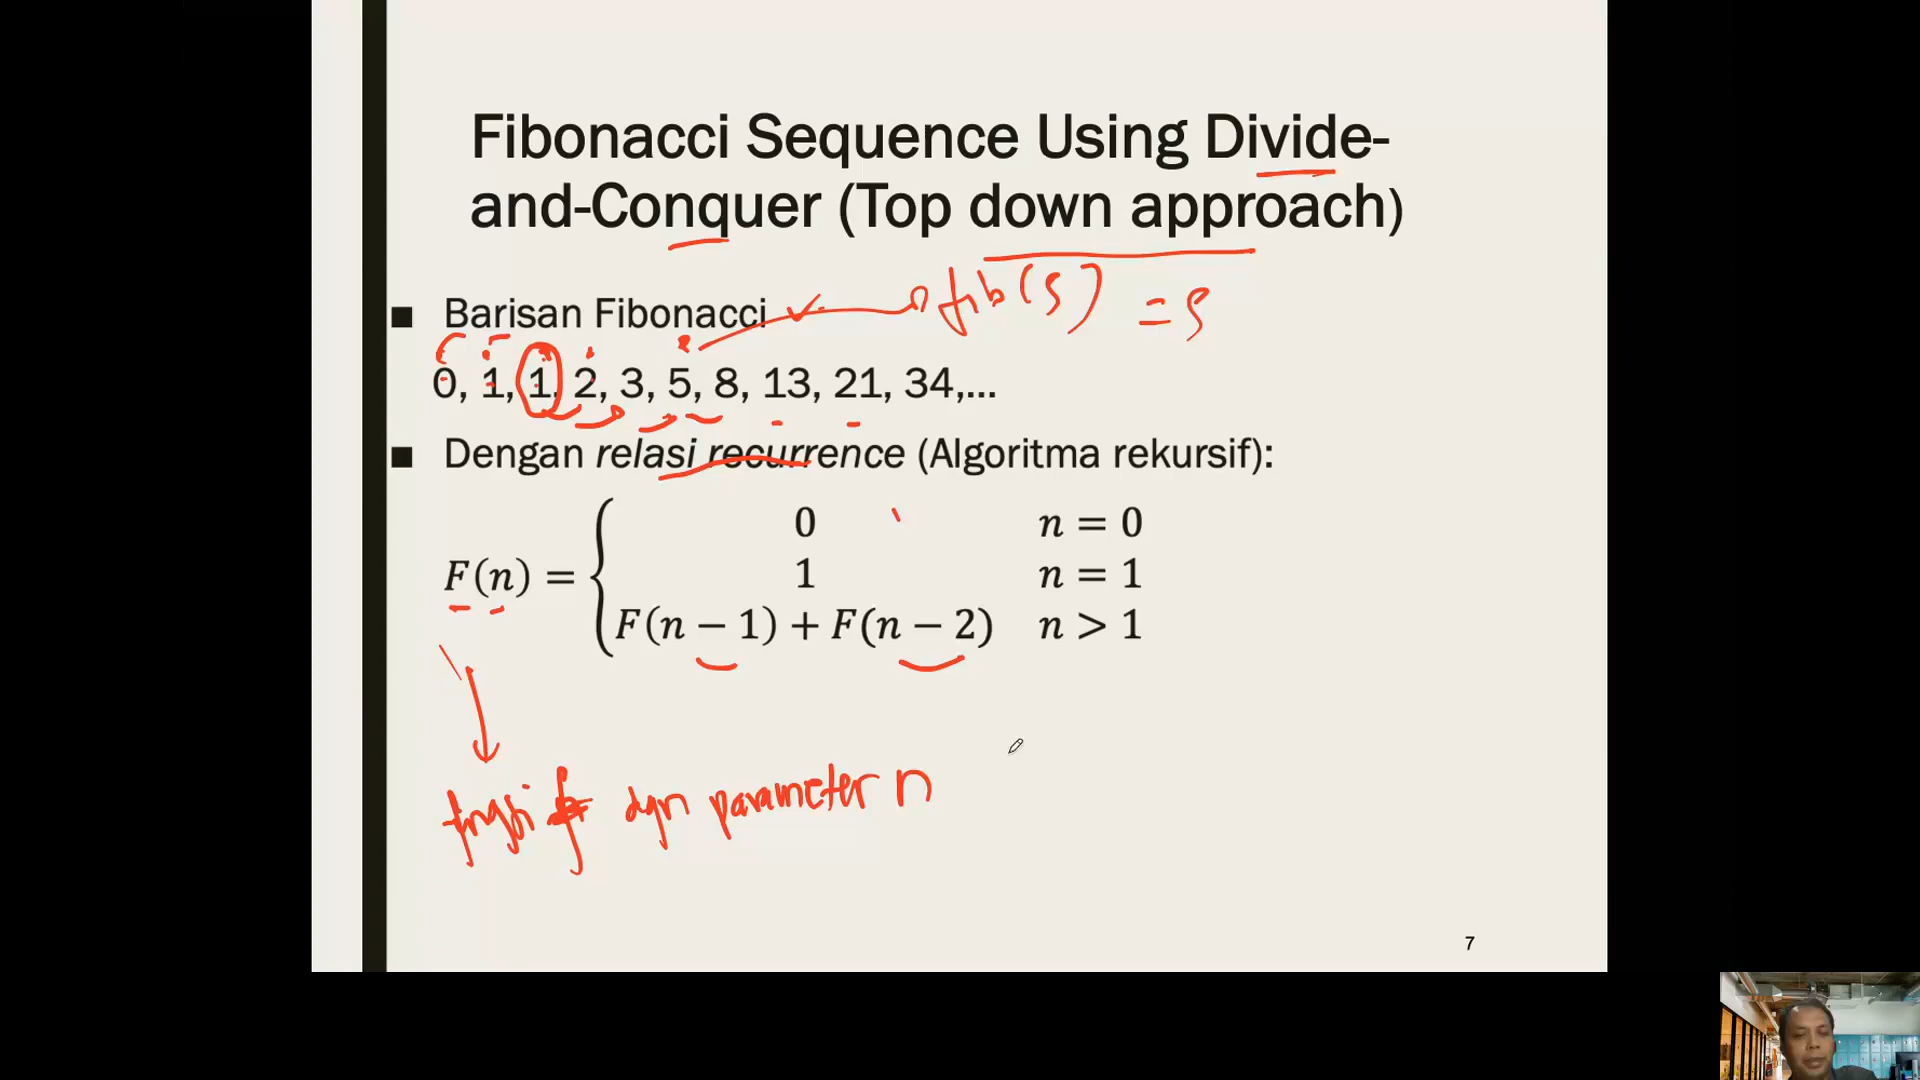 Fibonacci Sequence Using Divide-
and-Conquer (Top down approach)
■ Barisan Fibonacci
fib(5) = 5
0, 1, 1, 2, 3, 5, 8, 13, 21, 34,...
■ Dengan relasi recurrence (Algoritma rekursif):
0 n = 0
F(n) = { 1 n = 1
F(n − 1) + F(n − 2) n > 1
fngsi dgn parameter n
7